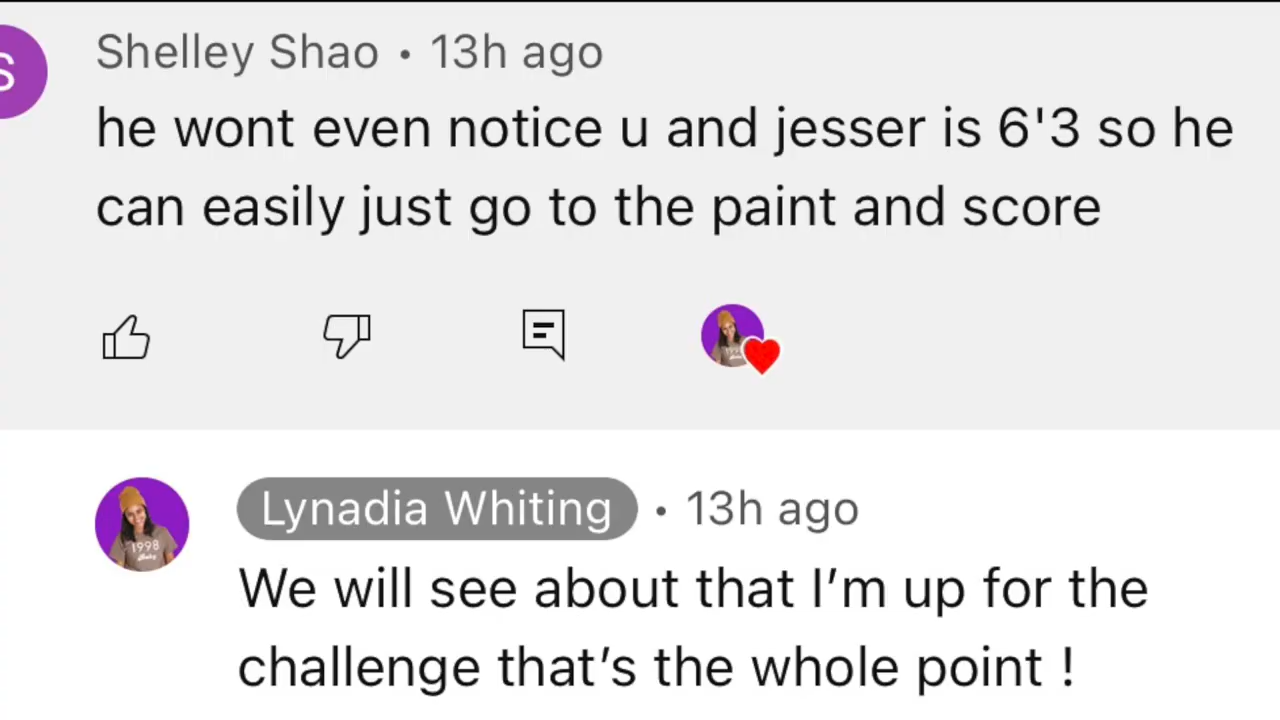 S
Shelley Shao • 13h ago
he wont even notice u and jesser is 6'3 so he
can easily just go to the paint and score
Lynadia Whiting • 13h ago
1998
We will see about that I’m up for the
challenge that’s the whole point !